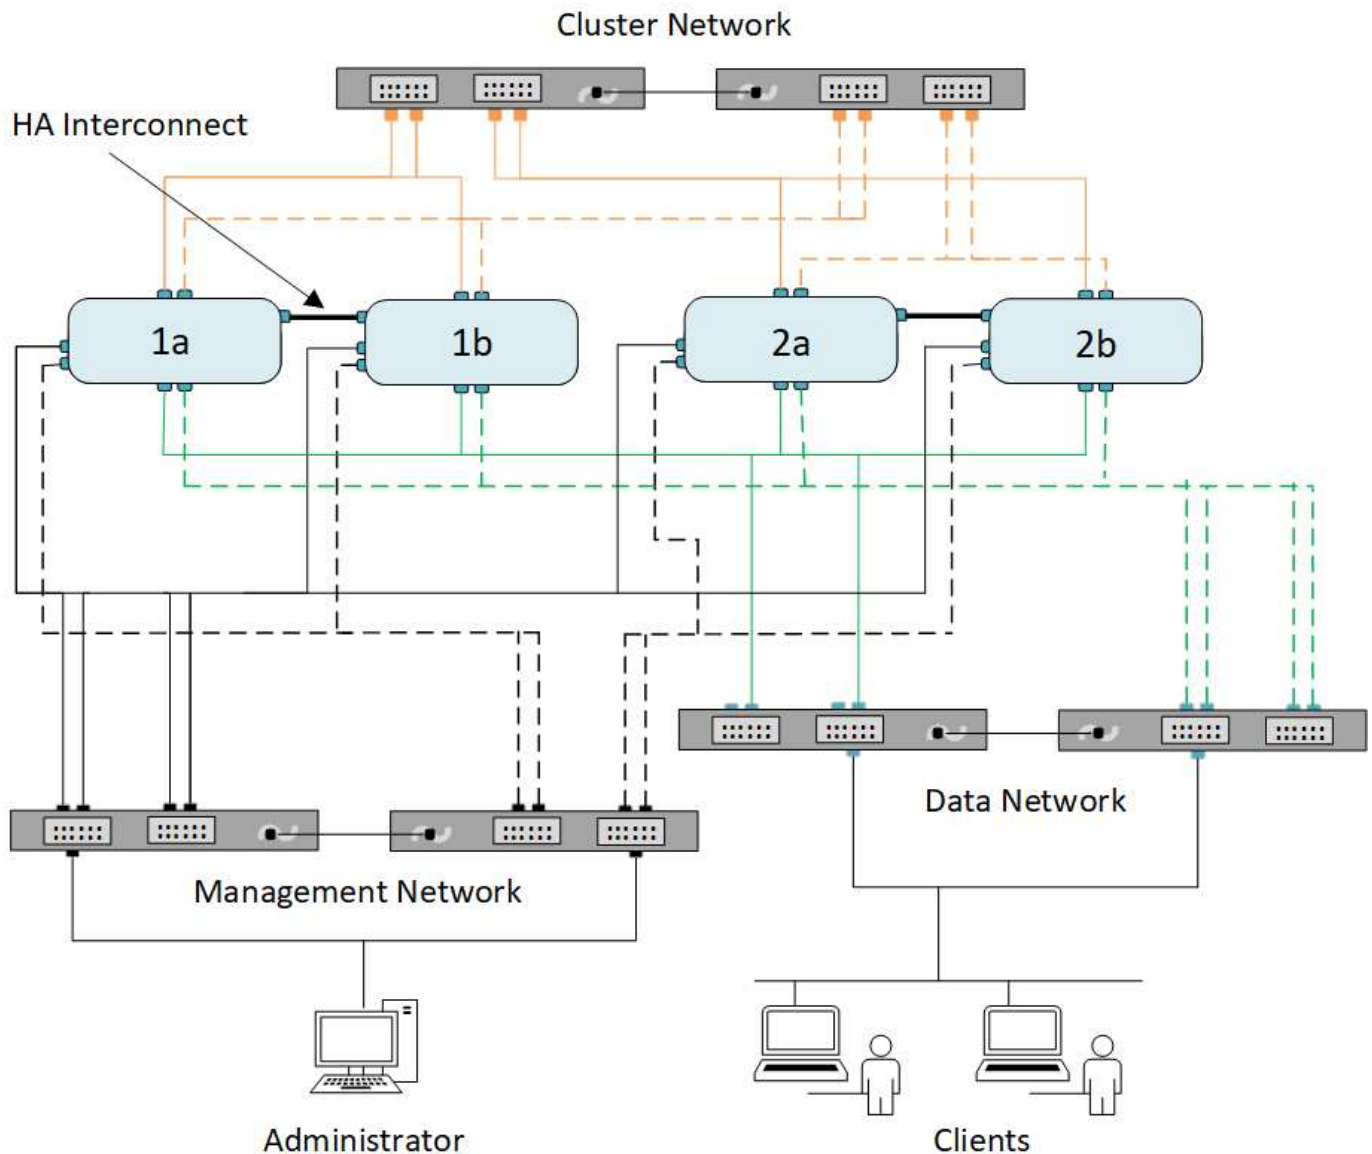 Cluster Network
HA Interconnect
1a
1b
2a
2b
Data Network
Management Network
Administrator
Clients